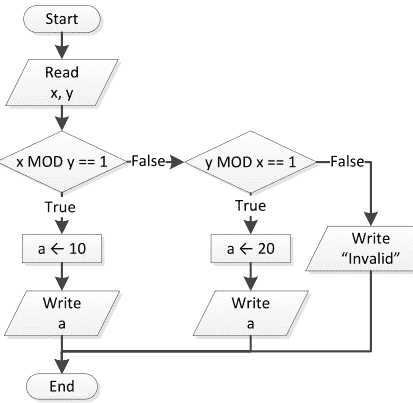 Start
Read
x, y
x MOD y == 1
False
y MOD x == 1
False
True
True
a ← 10
a ← 20
Write
"Invalid"
Write
a
Write
a
End